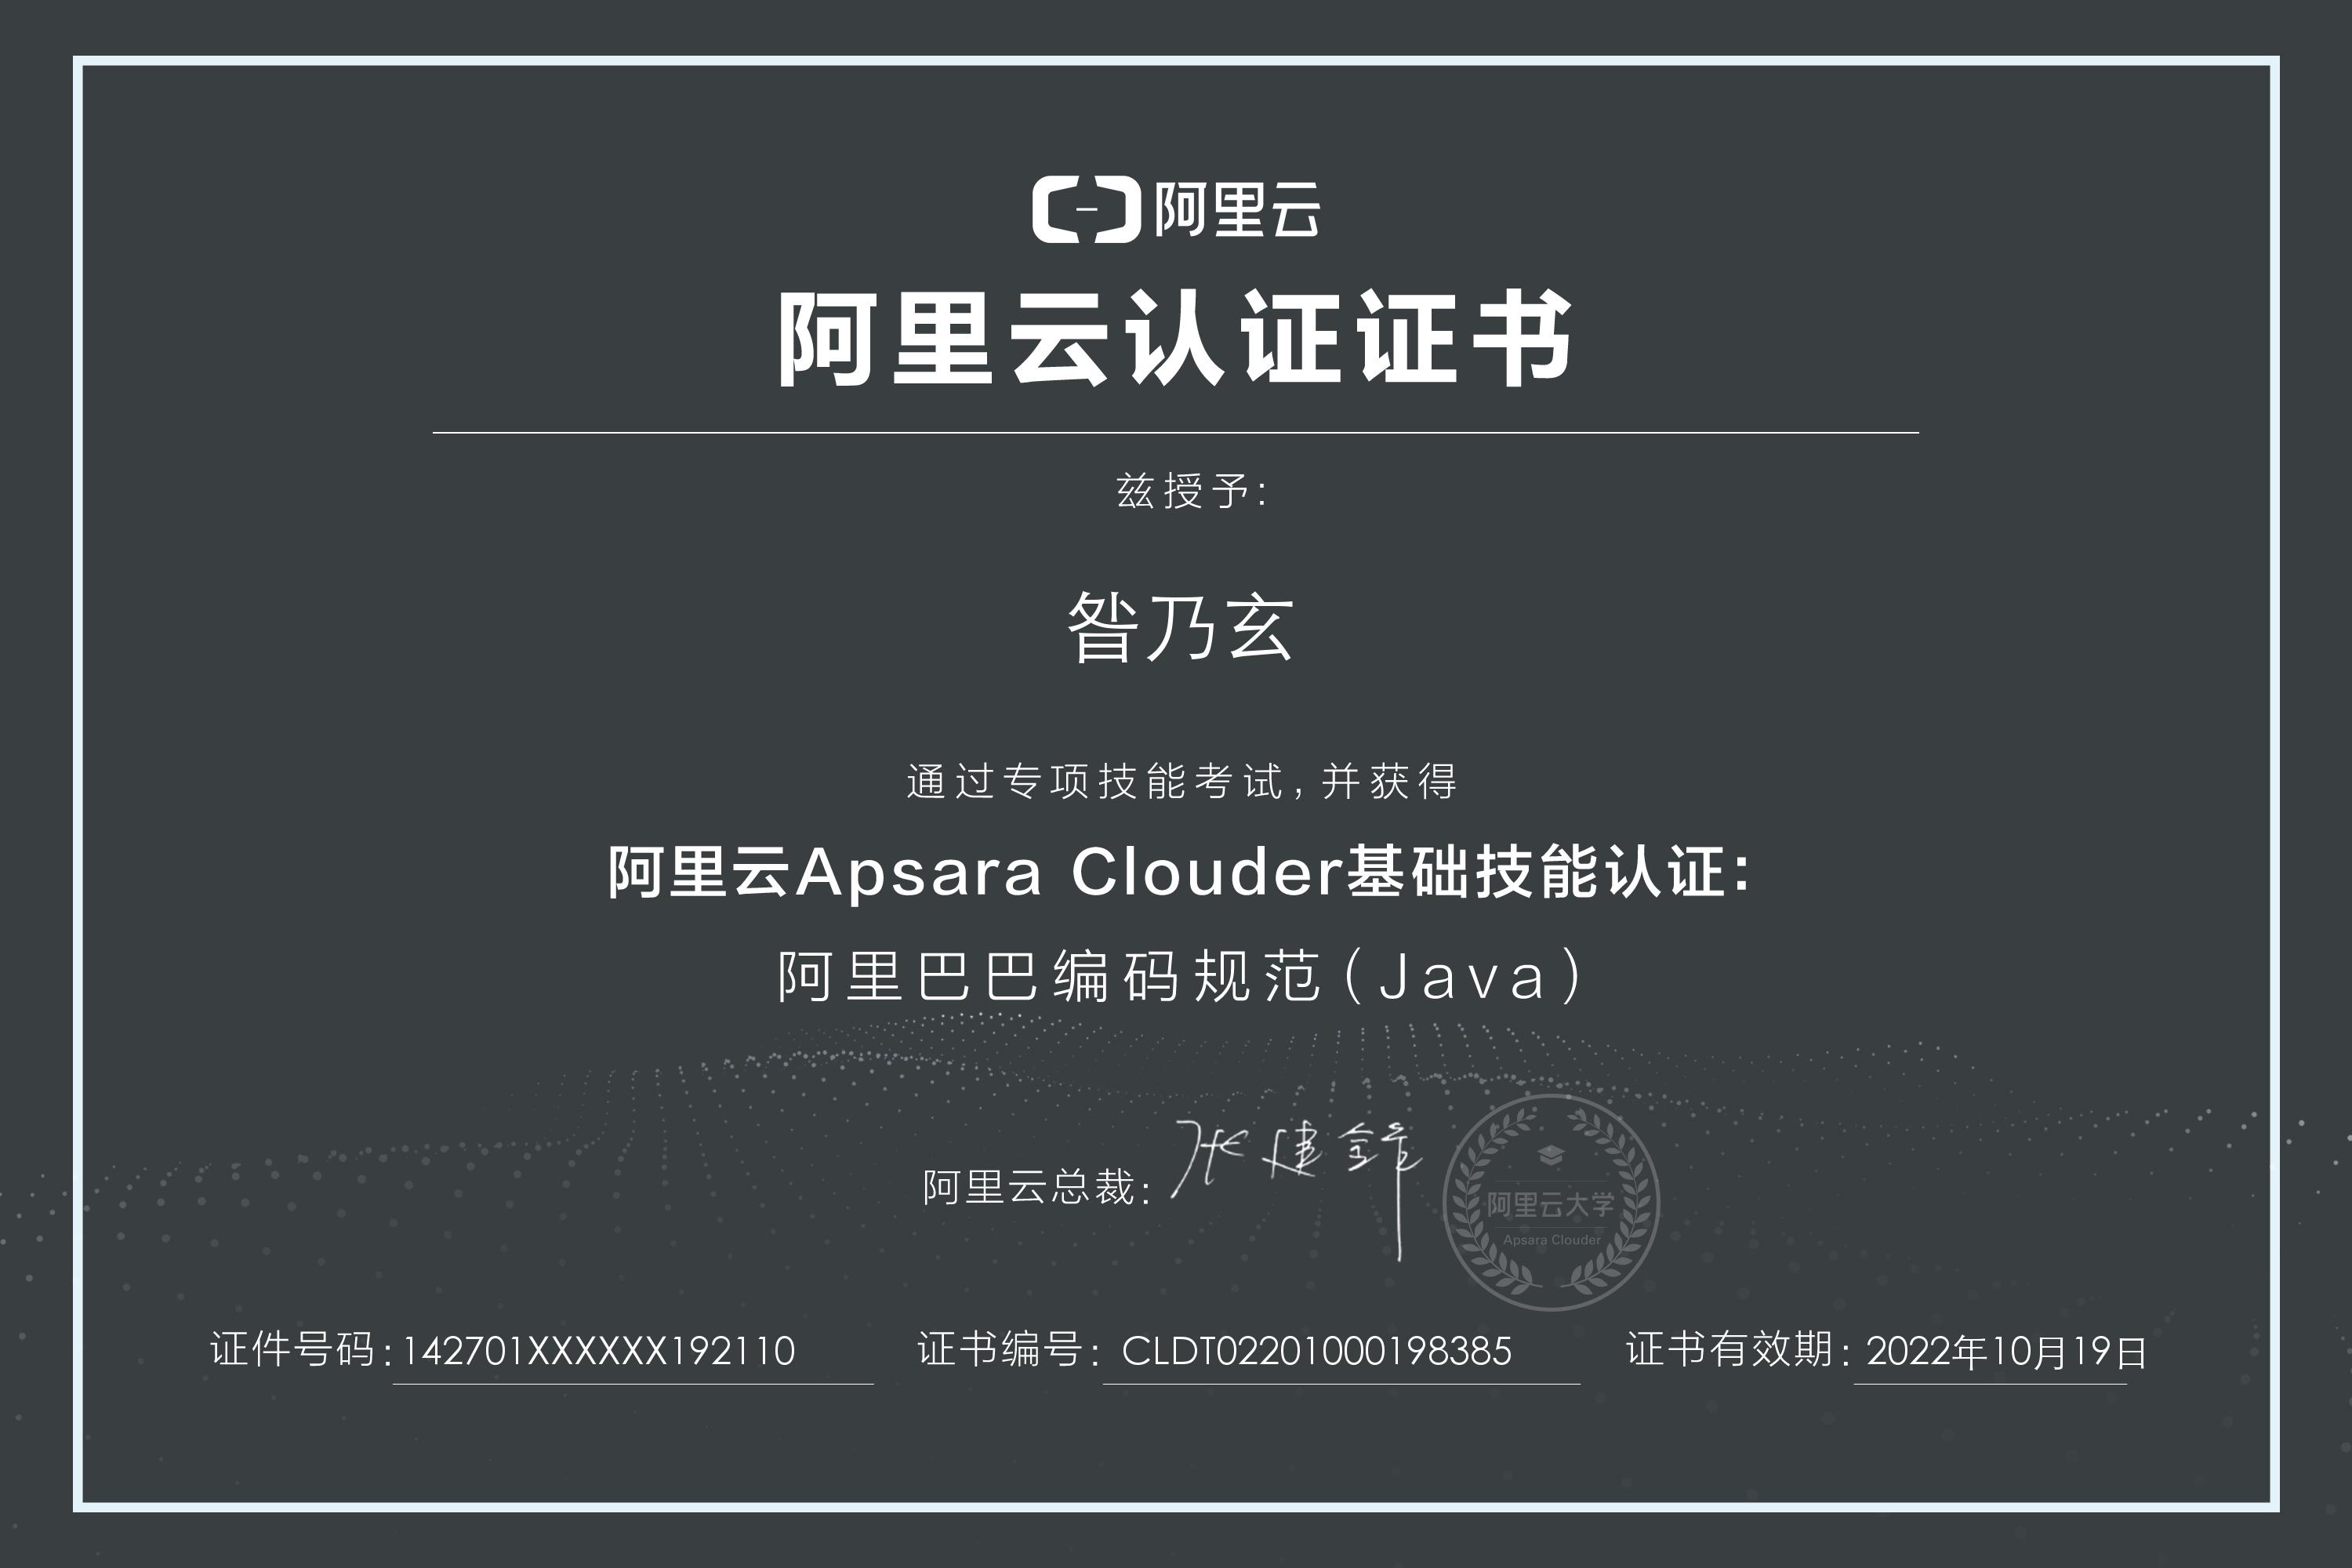 阿里云
阿里云认证证书
兹授予：
昝乃玄
通过专项技能考试，并获得
阿里云Apsara Clouder基础技能认证：
阿里巴巴编码规范（Java）
阿里云总裁：张建锋
阿里云大学
Apsara Clouder
证件号码：142701XXXXXX192110 证书编号：CLDT02201000198385 证书有效期：2022年10月19日